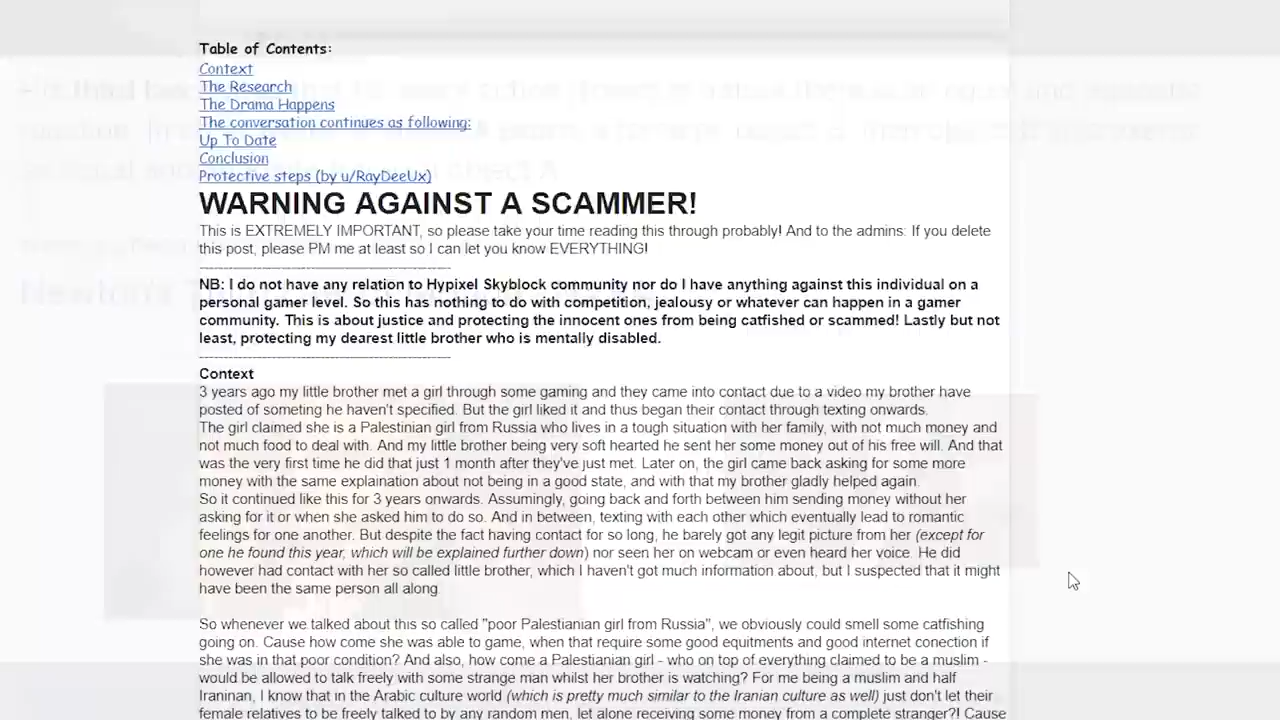 Table of Contents:
Context
The Research
The Drama Happens
The conversation continues as following:
Up To Date
Conclusion
Protective steps (by u/RayDeeUx)
WARNING AGAINST A SCAMMER!
This is EXTREMELY IMPORTANT, so please take your time reading this through probably! And to the admins: If you delete
this post, please PM me at least so I can let you know EVERYTHING!
NB: I do not have any relation to Hypixel Skyblock community nor do I have anything against this individual on a
personal gamer level. So this has nothing to do with competition, jealousy or whatever can happen in a gamer
community. This is about justice and protecting the innocent ones from being catfished or scammed! Lastly but not
least, protecting my dearest little brother who is mentally disabled.
Context
3 years ago my little brother met a girl through some gaming and they came into contact due to a video my brother have
posted of someting he haven't specified. But the girl liked it and thus began their contact through texting onwards.
The girl claimed she is a Palestinian girl from Russia who lives in a tough situation with her family, with not much money and
not much food to deal with. And my little brother being very soft hearted he sent her some money out of his free will. And that
was the very first time he did that just 1 month after they've just met. Later on, the girl came back asking for some more
money with the same explaination about not being in a good state, and with that my brother gladly helped again.
So it continued like this for 3 years onwards. Assumingly, going back and forth between him sending money without her
asking for it or when she asked him to do so. And in between, texting with each other which eventually lead to romantic
feelings for one another. But despite the fact having contact for so long, he barely got any legit picture from her (except for
one he found this year, which will be explained further down) nor seen her on webcam or even heard her voice. He did
however had contact with her so called little brother, which I haven't got much information about, but I suspected that it might
have been the same person all along.
So whenever we talked about this so called "poor Palestianian girl from Russia", we obviously could smell some catfishing
going on. Cause how come she was able to game, when that require some good equitments and good internet conection if
she was in that poor condition? And also, how come a Palestianian girl - who on top of everything claimed to be a muslim -
would be allowed to talk freely with some strange man whilst her brother is watching? For me being a muslim and half
Iraninan, I know that in the Arabic culture world (which is pretty much similar to the Iranian culture as well) just don't let their
female relatives to be freely talked to by any random men, let alone receiving some money from a complete stranger?! Cause